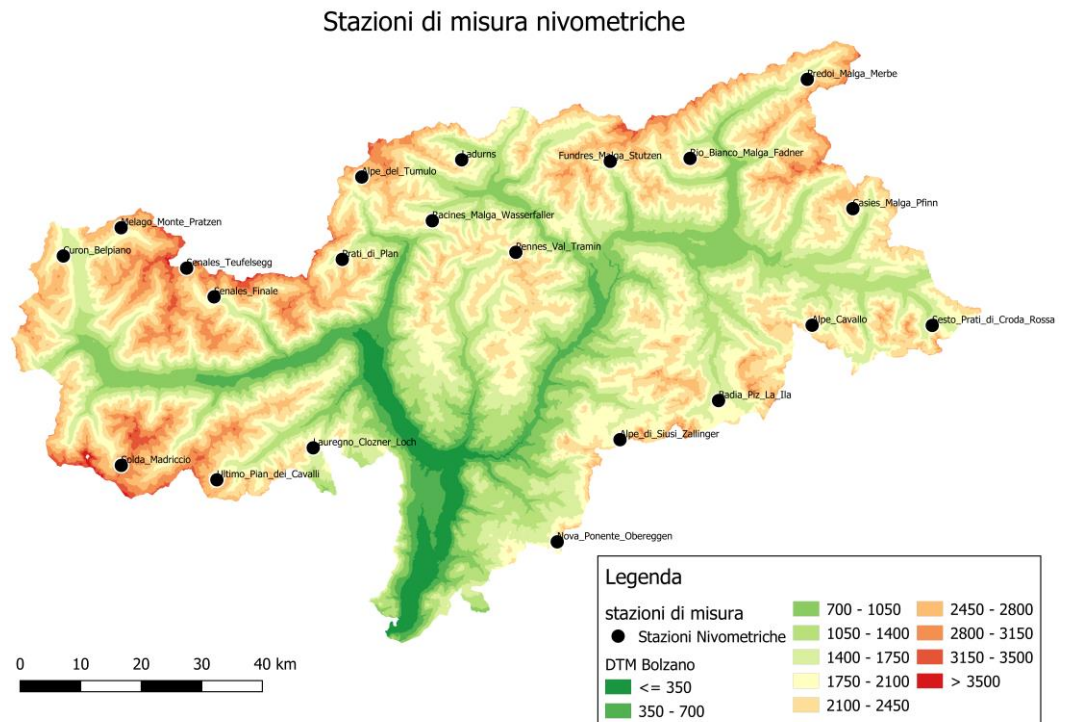 Stazioni di misura nivometriche
Predoi_Malga_Merbe
Ladurns
Fundres_Malga_Stutzen
Rio_Bianco_Malga_Fadner
Alpe_del_Tumulo
Casies_Malga_Pfinn
Racines_Malga_Wasserfaller
Melago_Monte_Pratzen
Curon_Belpiano
Prati_di_Plan
Pennes_Val_Tramin
Senales_Teufelsegg
Senales_Finale
Alpe_Cavallo
Sesto_Prati_di_Croda_Rossa
Badia_Piz_La_Ila
Alpe_di_Siusi_Zallinger
Lauregno_Clozner_Loch
Solda_Madriccio
Ultimo_Pian_dei_Cavalli
Nova_Ponente_Obereggen
Legenda
stazioni di misura
Stazioni Nivometriche
DTM Bolzano
<= 350
350 - 700
700 - 1050
1050 - 1400
1400 - 1750
1750 - 2100
2100 - 2450
2450 - 2800
2800 - 3150
3150 - 3500
> 3500
0 10 20 30 40 km